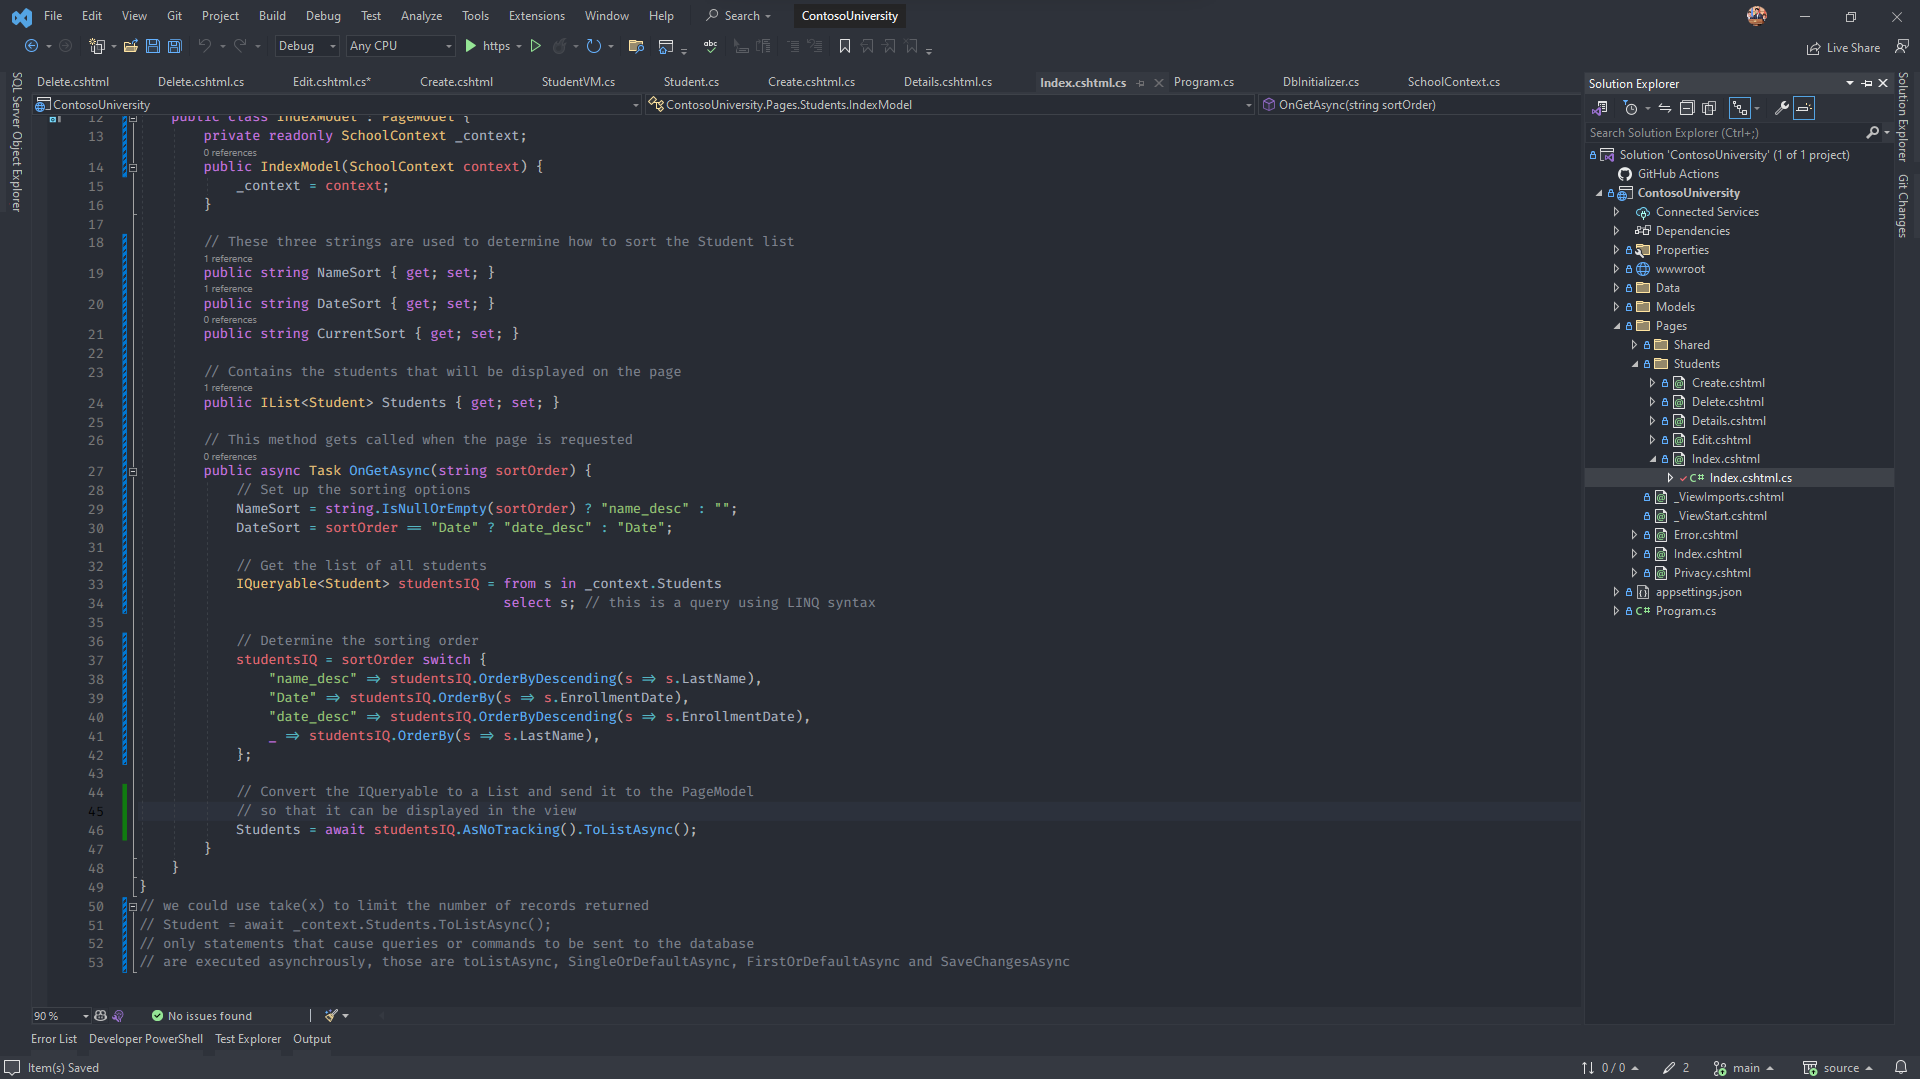 File Edit View Git Project Build Debug Test Analyze Tools Extensions Window Help Search ContosoUniversity
Debug Any CPU https Live Share
Delete.cshtml Delete.cshtml.cs Edit.cshtml.cs* Create.cshtml StudentVM.cs Student.cs Create.cshtml.cs Details.cshtml.cs Index.cshtml.cs Program.cs DbInitializer.cs SchoolContext.cs
ContosoUniversity ContosoUniversity.Pages.Students.IndexModel OnGetAsync(string sortOrder)
SQL Server Object Explorer
12 public class IndexModel : PageModel {
13 private readonly SchoolContext _context;
0 references
14 public IndexModel(SchoolContext context) {
15 _context = context;
16 }
17
18 // These three strings are used to determine how to sort the Student list
1 reference
19 public string NameSort { get; set; }
1 reference
20 public string DateSort { get; set; }
0 references
21 public string CurrentSort { get; set; }
22
23 // Contains the students that will be displayed on the page
1 reference
24 public IList<Student> Students { get; set; }
25
26 // This method gets called when the page is requested
0 references
27 public async Task OnGetAsync(string sortOrder) {
28 // Set up the sorting options
29 NameSort = string.IsNullOrEmpty(sortOrder) ? "name_desc" : "";
30 DateSort = sortOrder == "Date" ? "date_desc" : "Date";
31
32 // Get the list of all students
33 IQueryable<Student> studentsIQ = from s in _context.Students
34 select s; // this is a query using LINQ syntax
35
36 // Determine the sorting order
37 studentsIQ = sortOrder switch {
38 "name_desc" => studentsIQ.OrderByDescending(s => s.LastName),
39 "Date" => studentsIQ.OrderBy(s => s.EnrollmentDate),
40 "date_desc" => studentsIQ.OrderByDescending(s => s.EnrollmentDate),
41 _ => studentsIQ.OrderBy(s => s.LastName),
42 };
43
44 // Convert the IQueryable to a List and send it to the PageModel
45 // so that it can be displayed in the view
46 Students = await studentsIQ.AsNoTracking().ToListAsync();
47 }
48 }
49 }
50 // we could use take(x) to limit the number of records returned
51 // Student = await _context.Students.ToListAsync();
52 // only statements that cause queries or commands to be sent to the database
53 // are executed asynchrously, those are toListAsync, SingleOrDefaultAsync, FirstOrDefaultAsync and SaveChangesAsync
90 % No issues found
Error List Developer PowerShell Test Explorer Output
Item(s) Saved 0 / 0 2 main source
Solution Explorer
Search Solution Explorer (Ctrl+;)
Solution 'ContosoUniversity' (1 of 1 project)
GitHub Actions
ContosoUniversity
Connected Services
Dependencies
Properties
wwwroot
Data
Models
Pages
Shared
Students
Create.cshtml
Delete.cshtml
Details.cshtml
Edit.cshtml
Index.cshtml
C# Index.cshtml.cs
_ViewImports.cshtml
_ViewStart.cshtml
Error.cshtml
Index.cshtml
Privacy.cshtml
appsettings.json
C# Program.cs
Solution Explorer
Git Changes